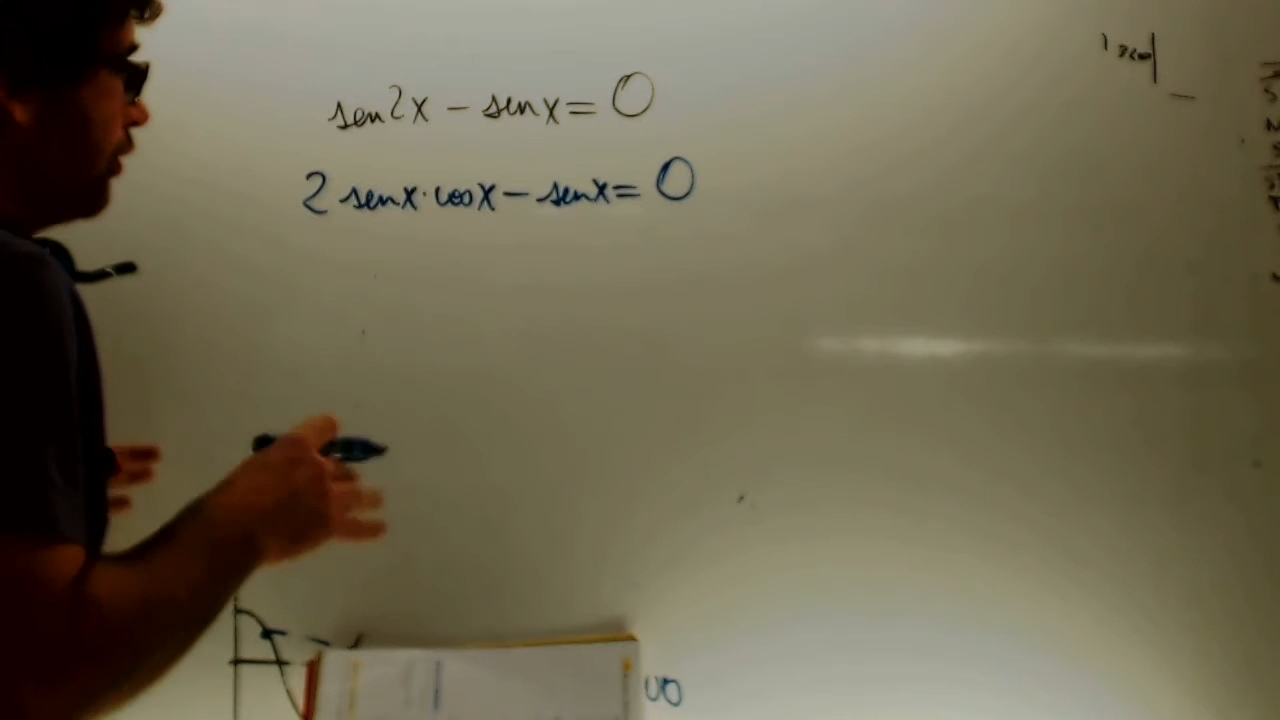 sen2x - senx = 0
2 senx · cosx - senx = 0